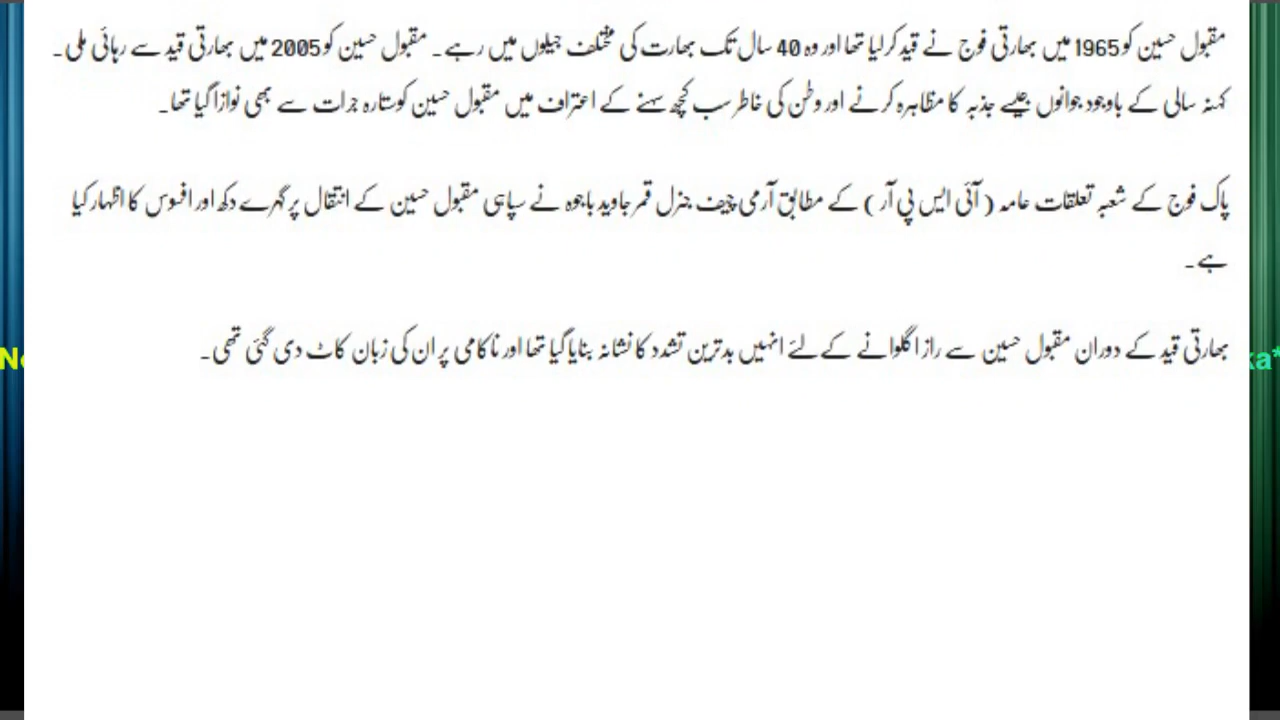 مقبول حسین کو 1965 میں بھارتی فوج نے قید کرلیا تھا اور وہ 40 سال تک بھارت کی مختلف جیلوں میں رہے۔ مقبول حسین کو 2005 میں بھارتی قید سے رہائی ملی۔
کہنہ سالی کے باوجود جوانوں جیسے جذبہ کا مظاہرہ کرنے اور وطن کی خاطر سب کچھ سہنے کے اعتراف میں مقبول حسین کو ستارہ جرات سے بھی نوازا گیا تھا۔
پاک فوج کے شعبہ تعلقات عامہ ( آئی ایس پی آر ) کے مطابق آرمی چیف جنرل قمر جاوید باجوہ نے سپاہی مقبول حسین کے انتقال پر گہرے دکھ اور افسوس کا اظہار کیا
ہے۔
بھارتی قید کے دوران مقبول حسین سے راز اگلوانے کے لئے انہیں بدترین تشدد کا نشانہ بنایا گیا تھا اور ناکامی پر ان کی زبان کاٹ دی گئی تھی۔